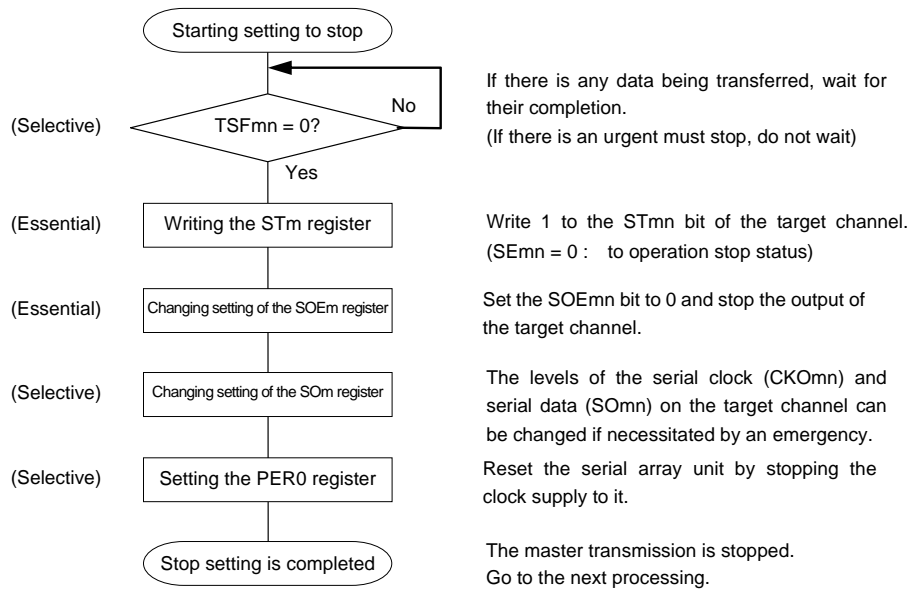 Starting setting to stop
No
(Selective)
TSFmn = 0?
If there is any data being transferred, wait for
their completion.
(If there is an urgent must stop, do not wait)
Yes
(Essential)
Writing the STm register
Write 1 to the STmn bit of the target channel.
(SEmn = 0 : to operation stop status)
(Essential)
Changing setting of the SOEm register
Set the SOEmn bit to 0 and stop the output of
the target channel.
(Selective)
Changing setting of the SOm register
The levels of the serial clock (CKOmn) and
serial data (SOmn) on the target channel can
be changed if necessitated by an emergency.
(Selective)
Setting the PER0 register
Reset the serial array unit by stopping the
clock supply to it.
Stop setting is completed
The master transmission is stopped.
Go to the next processing.